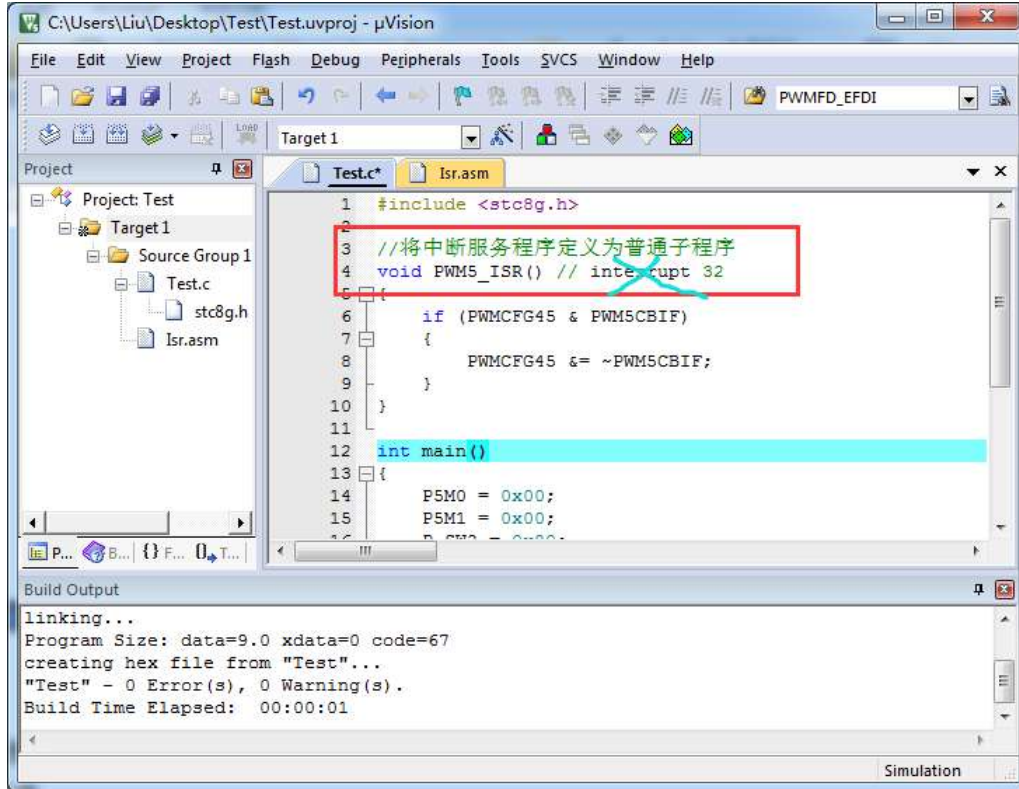 C:\Users\Liu\Desktop\Test\Test.uvproj - µVision
File Edit View Project Flash Debug Peripherals Tools SVCS Window Help
PWMFD_EFDI
LOAD Target 1
Project
Test.c* Isr.asm
Project: Test
Target 1
Source Group 1
Test.c
stc8g.h
Isr.asm
1 #include <stc8g.h>
2
3 //将中断服务程序定义为普通子程序
4 void PWM5_ISR() // interrupt 32
5 {
6 if (PWMCFG45 & PWM5CBIF)
7 {
8 PWMCFG45 &= ~PWM5CBIF;
9 }
10 }
11
12 int main()
13 {
14 P5M0 = 0x00;
15 P5M1 = 0x00;
P... B... {} F... 0 T...
Build Output
linking...
Program Size: data=9.0 xdata=0 code=67
creating hex file from "Test"...
"Test" - 0 Error(s), 0 Warning(s).
Build Time Elapsed: 00:00:01
Simulation